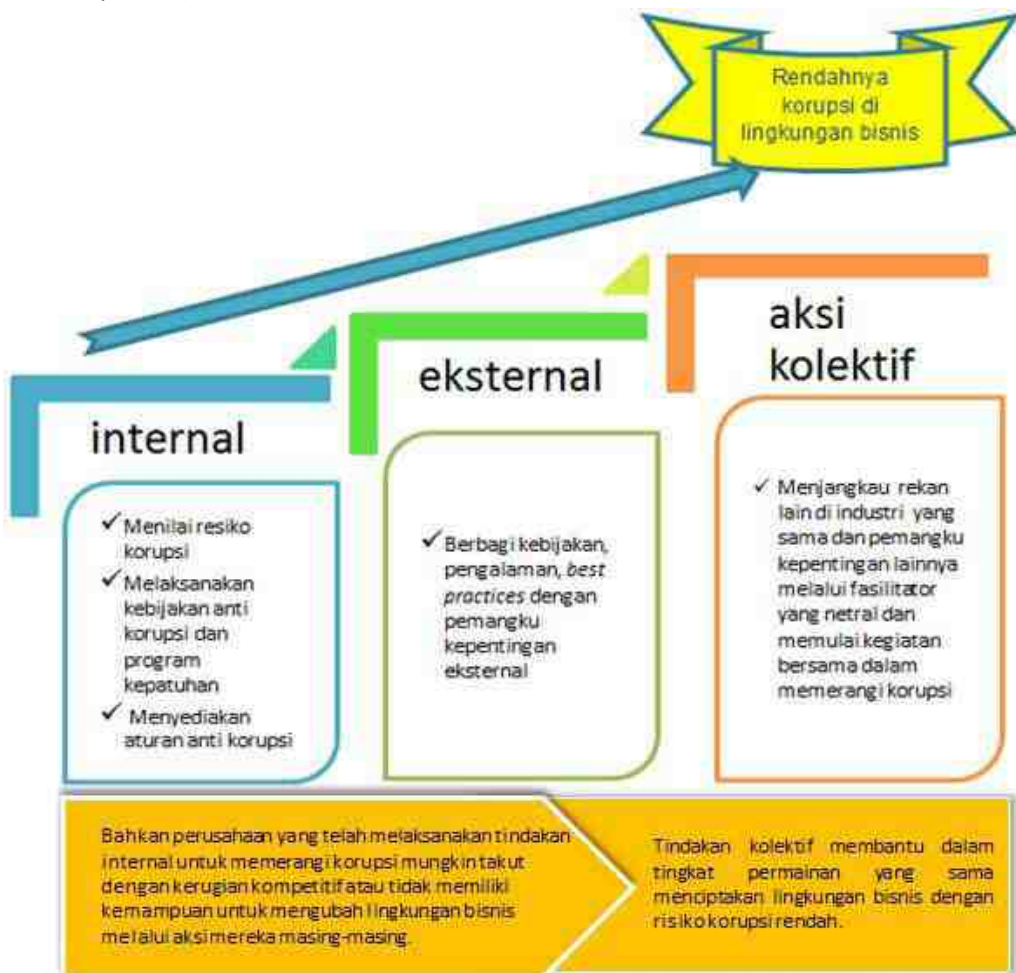 Rendahnya
korupsi di
lingkungan bisnis
internal
✓ Menilai resiko
korupsi
✓ Melaksanakan
kebijakan anti
korupsi dan
program
kepatuhan
✓ Menyediakan
aturan anti korupsi
eksternal
✓ Berbagi kebijakan,
pengalaman, best
practices dengan
pemangku
kepentingan
eksternal
aksi
kolektif
✓ Menjangkau rekan
lain di industri yang
sama dan pemangku
kepentingan lainnya
melalui fasilitator
yang netral dan
memulai kegiatan
bersama dalam
memerangi korupsi
Bahkan perusahaan yang telah melaksanakan tindakan
internal untuk memerangi korupsi mungkin takut
dengan kerugian kompetitif atau tidak memiliki
kemampuan untuk mengubah lingkungan bisnis
melalui aksi mereka masing-masing.
Tindakan kolektif membantu dalam
tingkat permainan yang sama
menciptakan lingkungan bisnis dengan
risiko korupsi rendah.